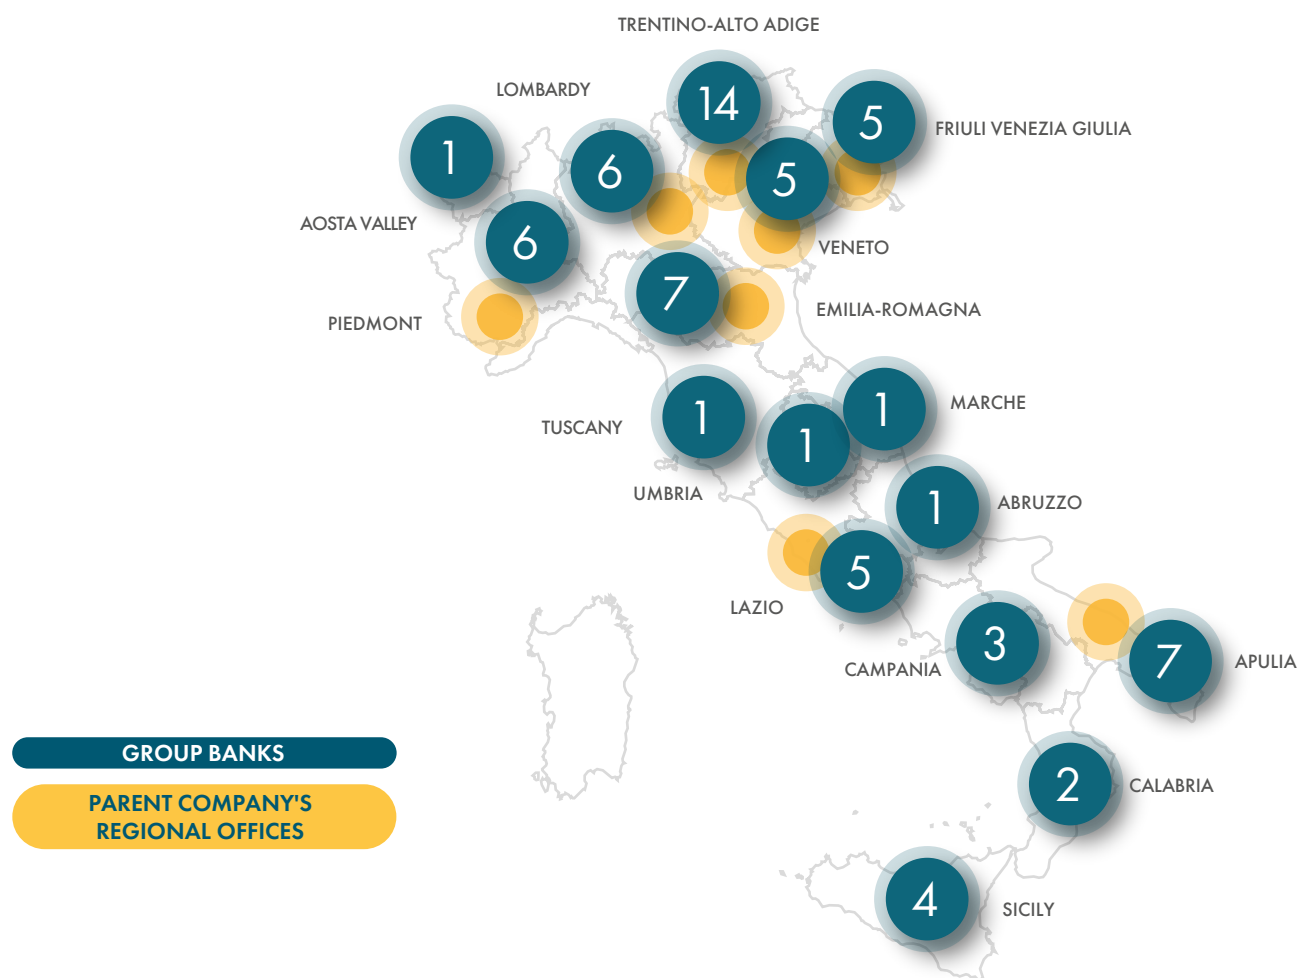 TRENTINO-ALTO ADIGE
14
LOMBARDY
5
FRIULI VENEZIA GIULIA
1
6
5
AOSTA VALLEY
6
VENETO
7
EMILIA-ROMAGNA
PIEDMONT
1
MARCHE
1
TUSCANY
1
UMBRIA
1
ABRUZZO
5
LAZIO
3
CAMPANIA
7
APULIA
GROUP BANKS
2
CALABRIA
PARENT COMPANY'S
REGIONAL OFFICES
4
SICILY